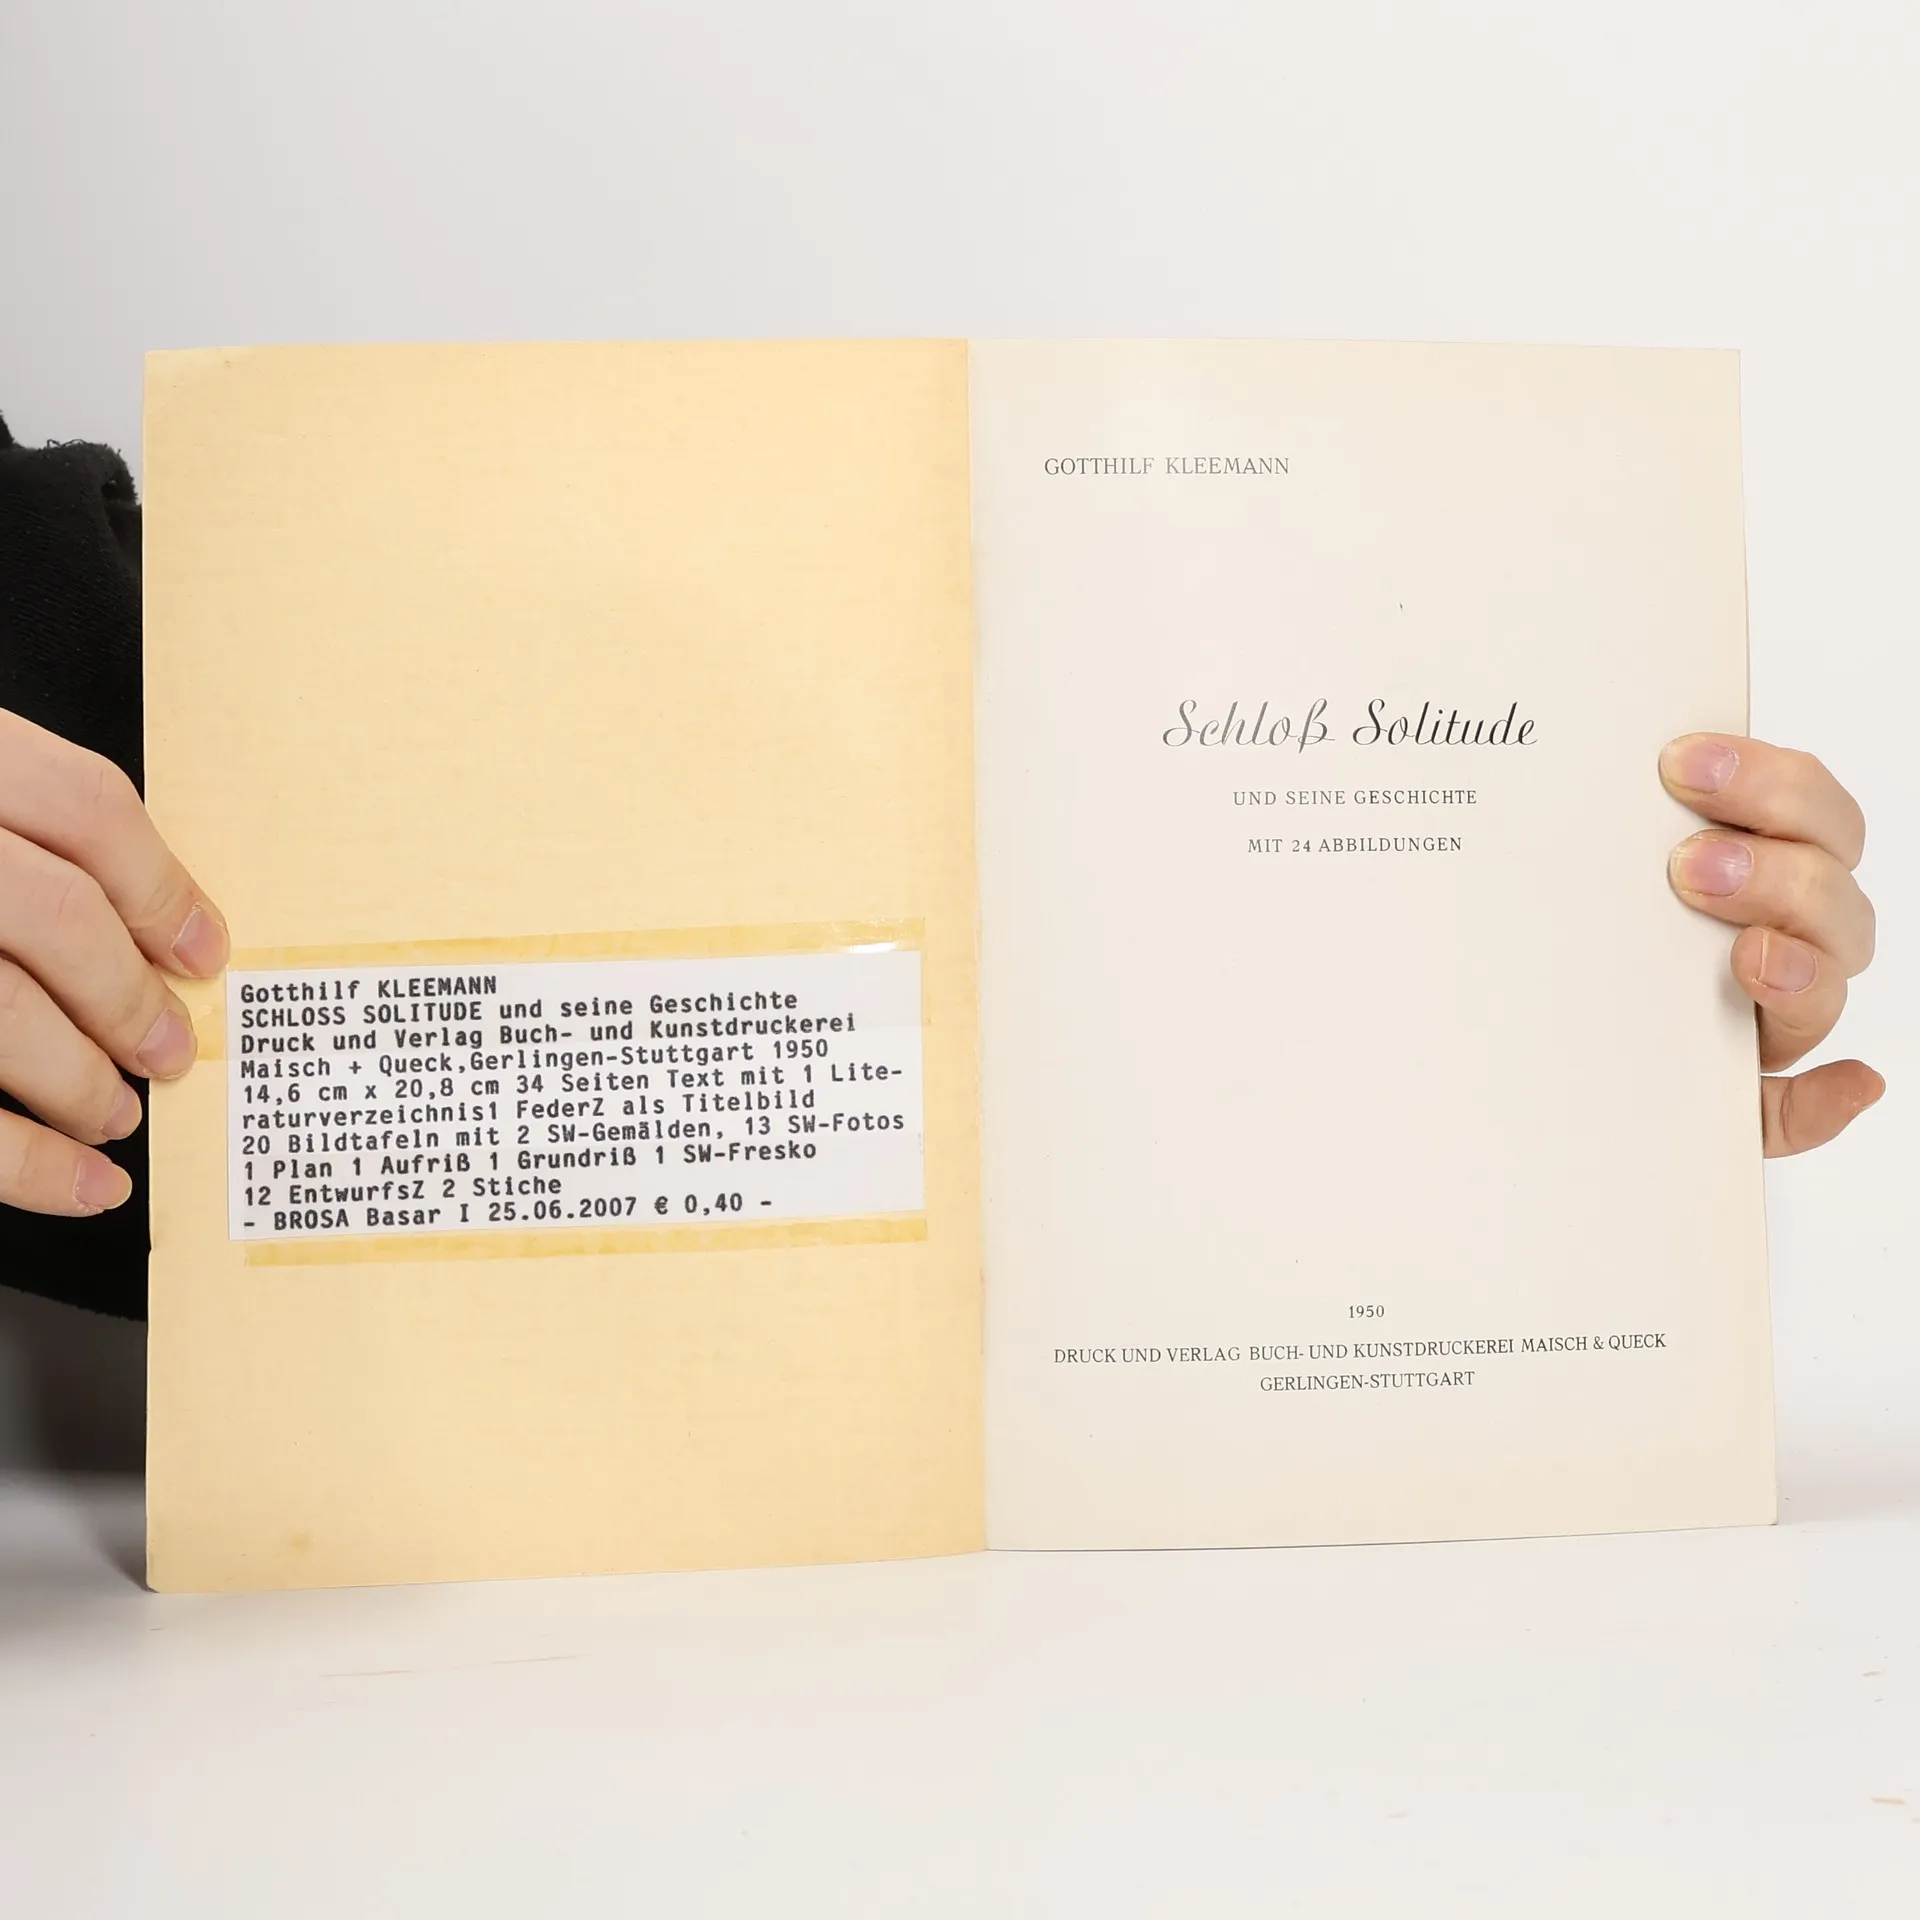 Gotthilf KLEEMANN
SCHLOSS SOLITUDE und seine Geschichte
Druck und Verlag Buch- und Kunstdruckerei
Maisch + Queck,Gerlingen-Stuttgart 1950
14,6 cm x 20,8 cm 34 Seiten Text mit 1 Lite-
raturverzeichnis1 FederZ als Titelbild
20 Bildtafeln mit 2 SW-Gemälden, 13 SW-Fotos
1 Plan 1 Aufriß 1 Grundriß 1 SW-Fresko
12 EntwurfsZ 2 Stiche
- BROSA Basar I 25.06.2007 € 0,40 -
GOTTHILF KLEEMANN
Schloß Solitude
UND SEINE GESCHICHTE
MIT 24 ABBILDUNGEN
1950
DRUCK UND VERLAG BUCH- UND KUNSTDRUCKEREI MAISCH & QUECK
GERLINGEN-STUTTGART